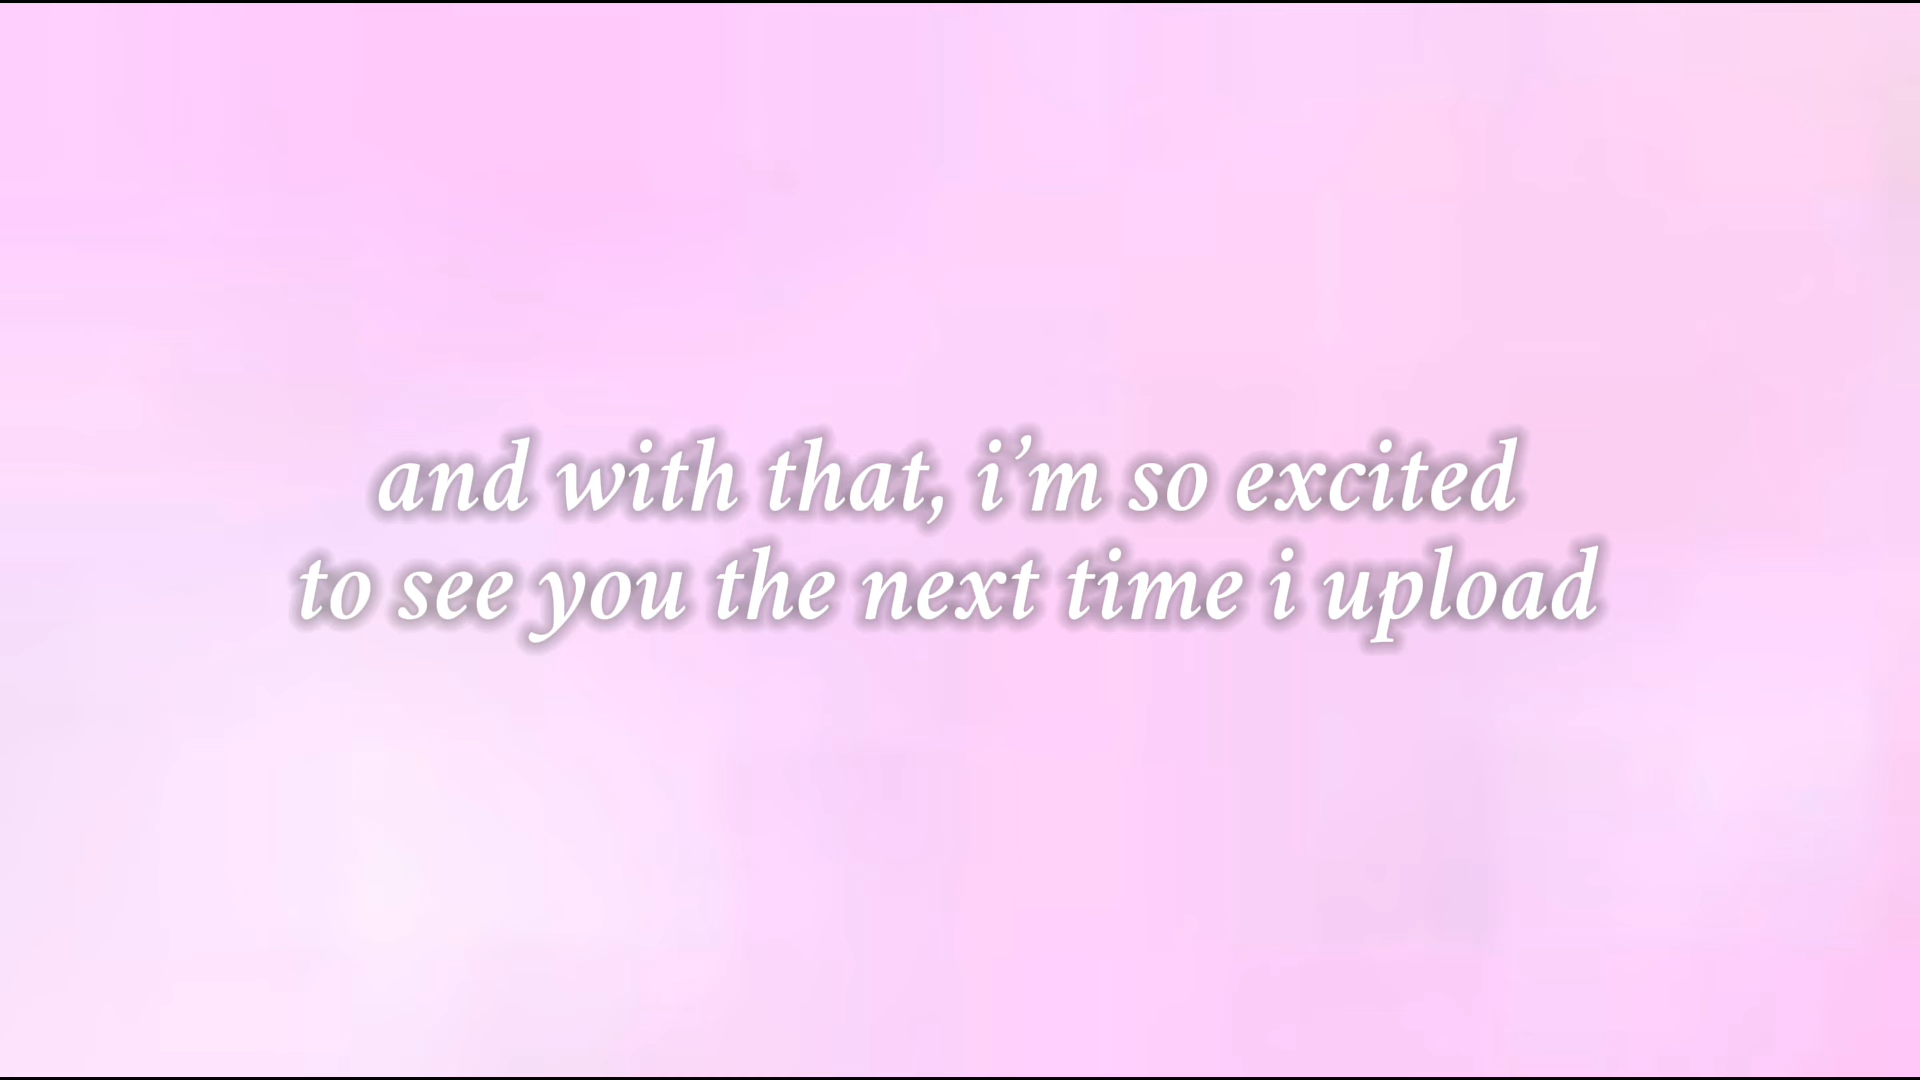 and with that, i’m so excited
to see you the next time i upload